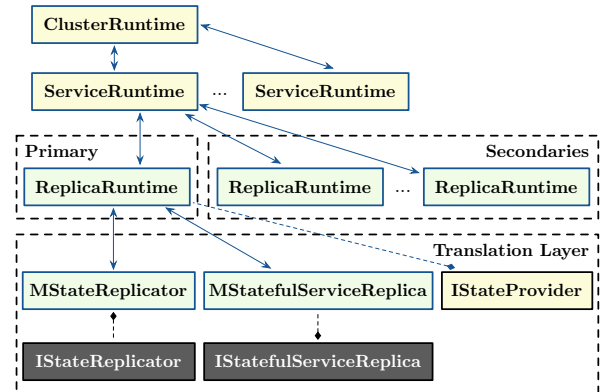 ClusterRuntime
ServiceRuntime ... ServiceRuntime
Primary Secondaries
ReplicaRuntime ReplicaRuntime ... ReplicaRuntime
Translation Layer
MStateReplicator MStatefulServiceReplica IStateProvider
IStateReplicator IStatefulServiceReplica